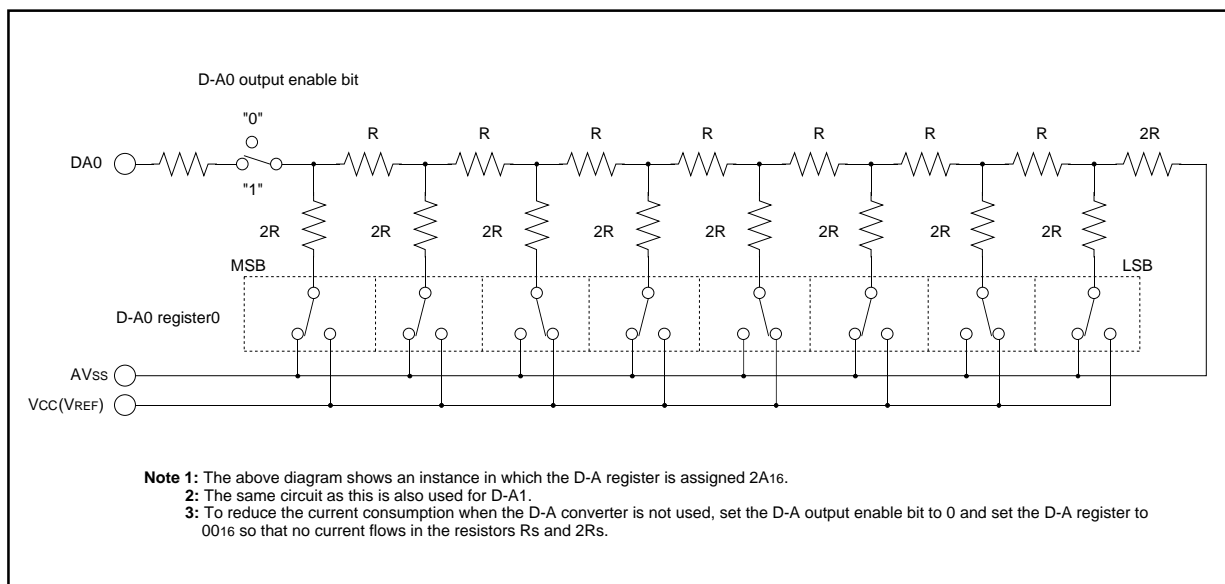 D-A0 output enable bit
"0"
R R R R R R R 2R
DA0
"1"
2R 2R 2R 2R 2R 2R 2R 2R
MSB LSB
D-A0 register0
AVSS
VCC(VREF)
Note 1: The above diagram shows an instance in which the D-A register is assigned 2A16.
2: The same circuit as this is also used for D-A1.
3: To reduce the current consumption when the D-A converter is not used, set the D-A output enable bit to 0 and set the D-A register to
0016 so that no current flows in the resistors Rs and 2Rs.